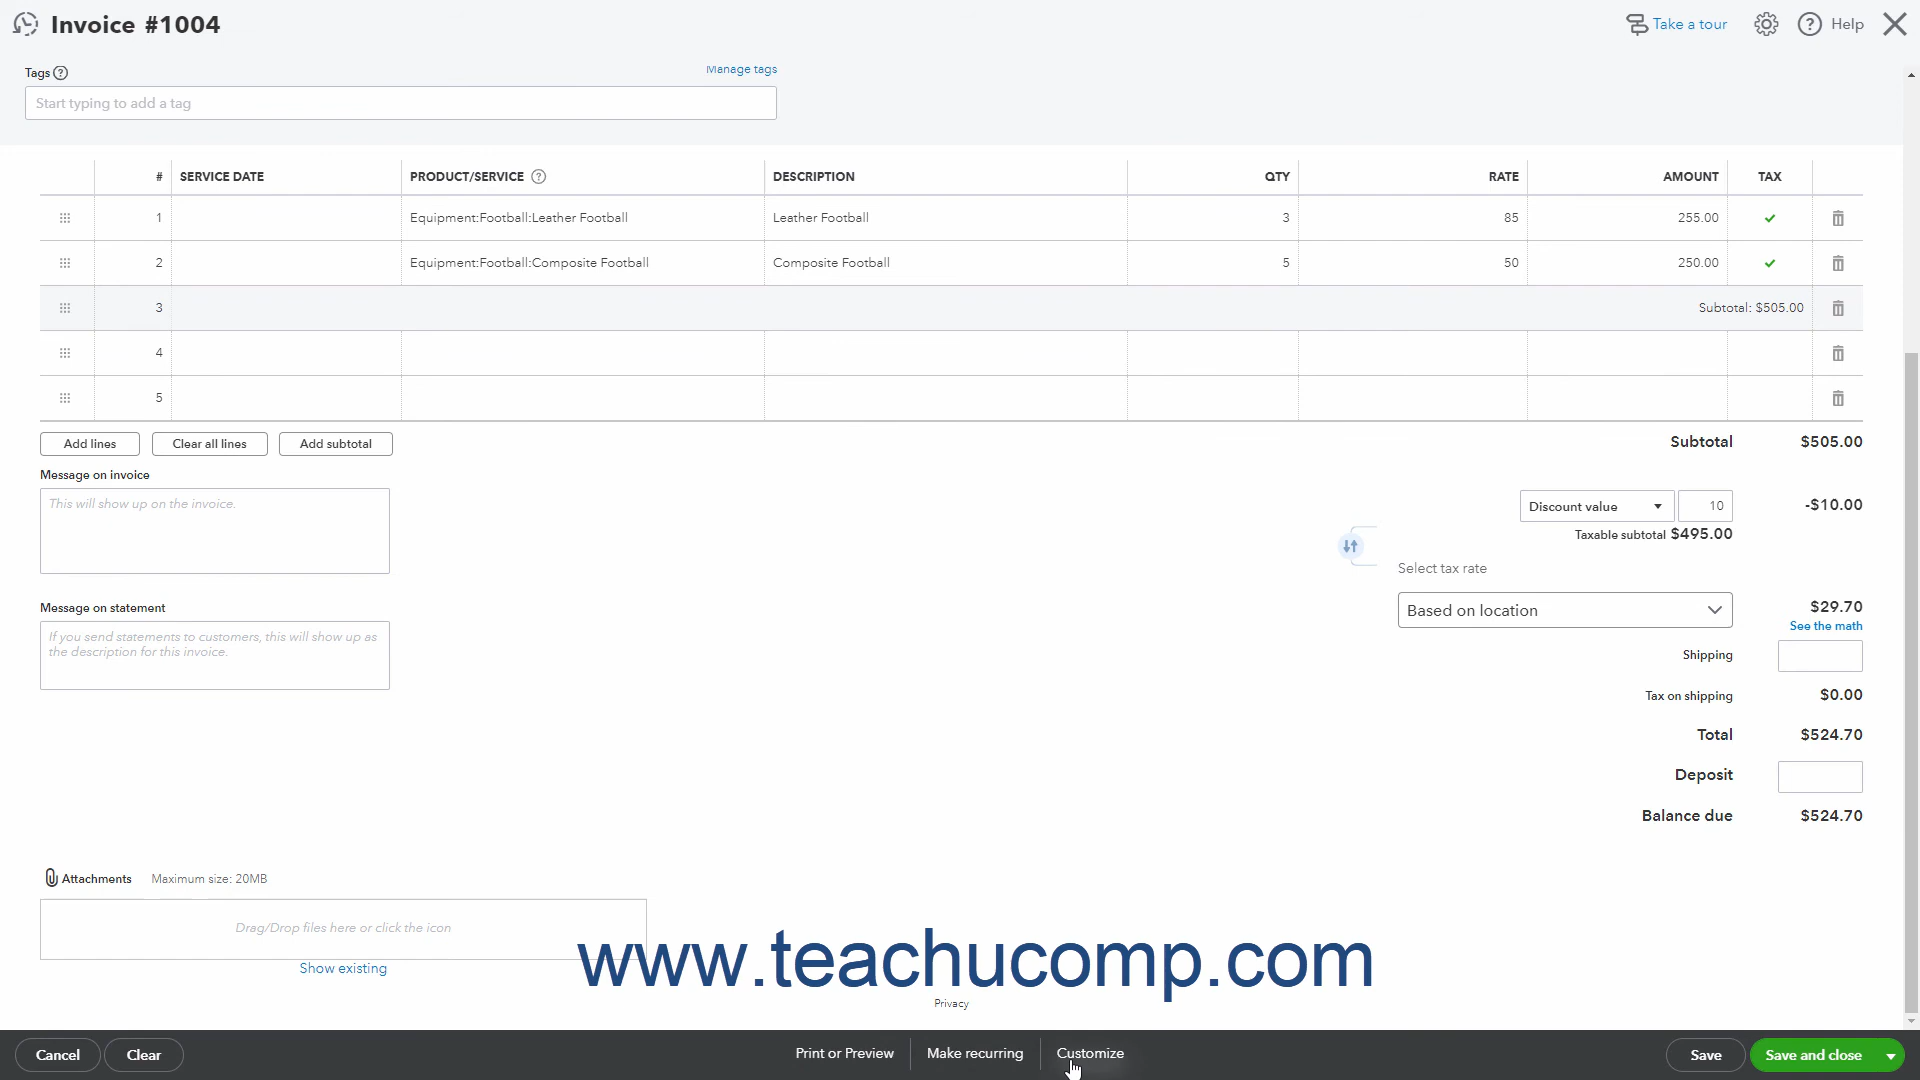 Invoice #1004
Take a tour
Help
Tags
Manage tags
Start typing to add a tag
# SERVICE DATE PRODUCT/SERVICE DESCRIPTION QTY RATE AMOUNT TAX
1 Equipment:Football:Leather Football Leather Football 3 85 255.00
2 Equipment:Football:Composite Football Composite Football 5 50 250.00
3 Subtotal: $505.00
4
5
Add lines Clear all lines Add subtotal
Subtotal $505.00
Message on invoice
This will show up on the invoice.
Discount value 10 -$10.00
Taxable subtotal $495.00
Select tax rate
Based on location $29.70
See the math
Message on statement
If you send statements to customers, this will show up as
the description for this invoice.
Shipping
Tax on shipping $0.00
Total $524.70
Deposit
Balance due $524.70
Attachments Maximum size: 20MB
Drag/Drop files here or click the icon
Show existing
www.teachucomp.com
Privacy
Cancel Clear Print or Preview Make recurring Customize Save Save and close